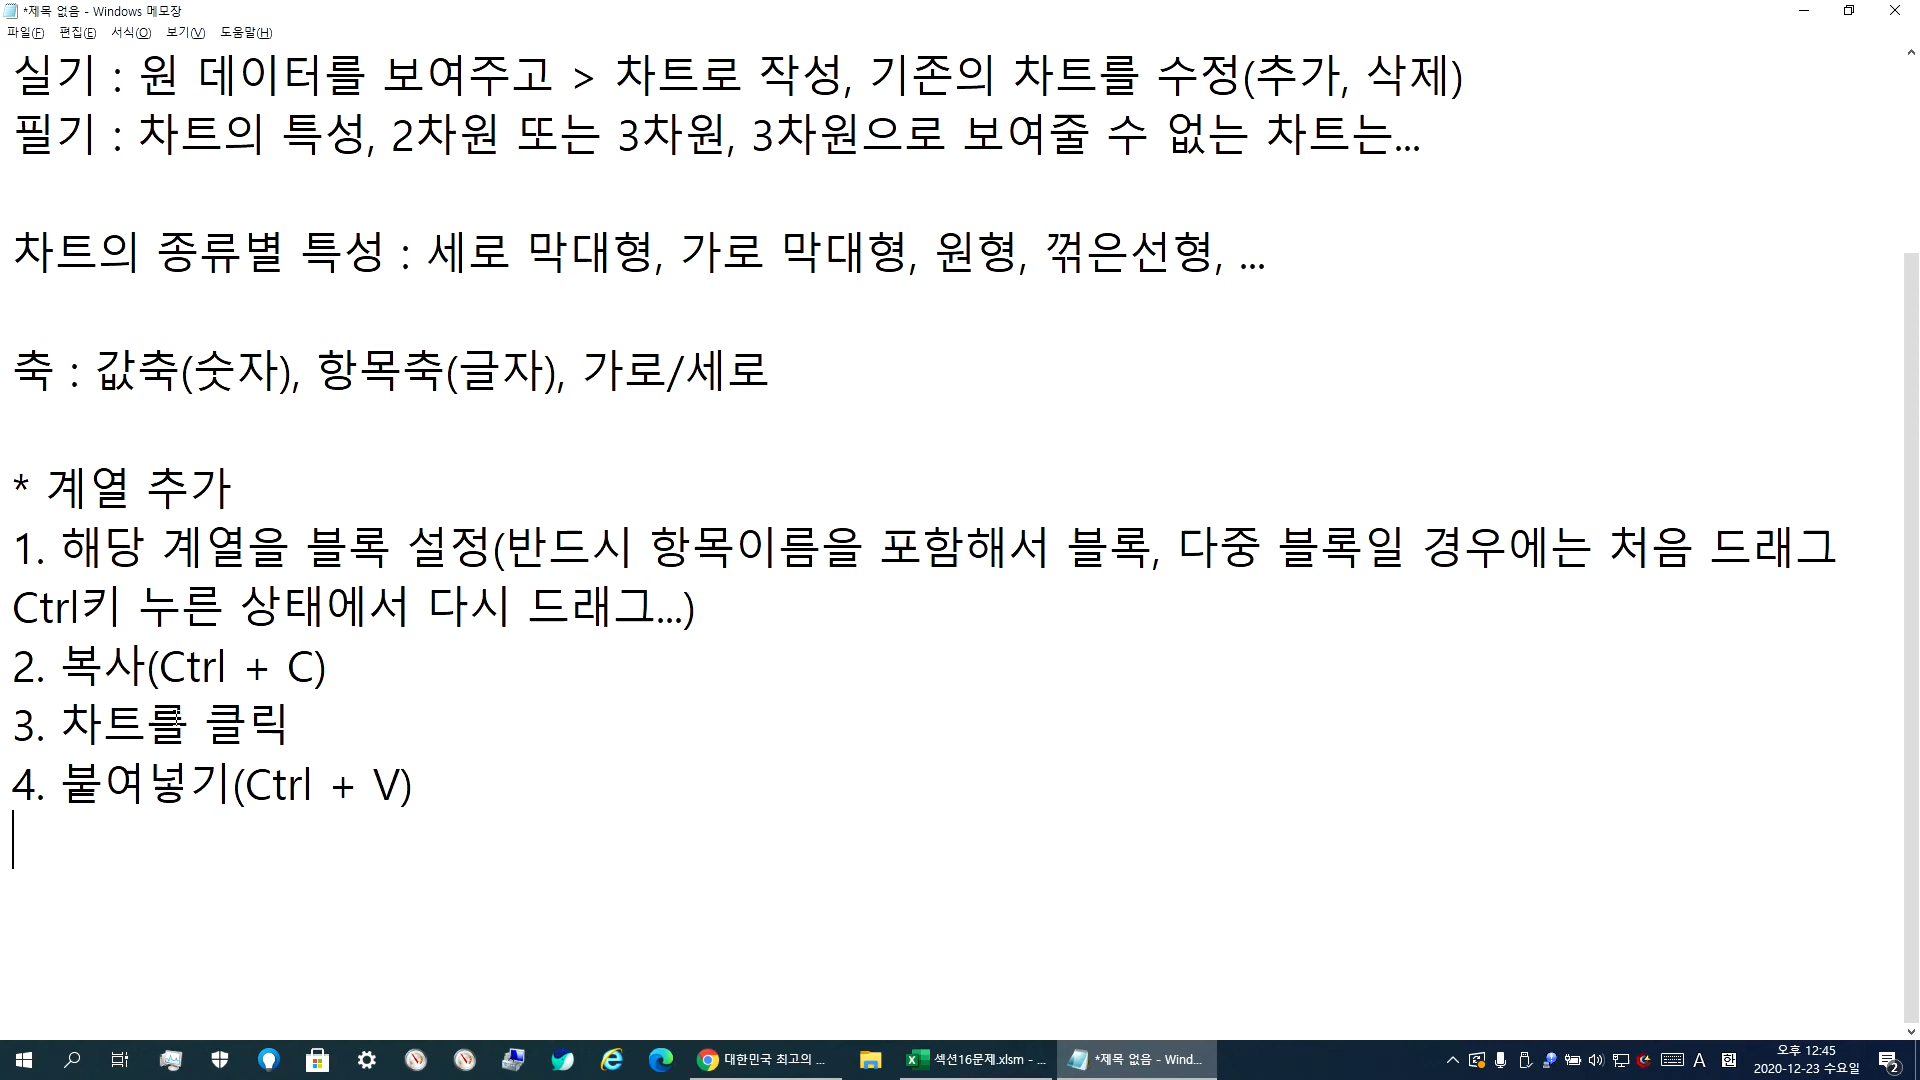 *제목 없음 - Windows 메모장
파일(F) 편집(E) 서식(O) 보기(V) 도움말(H)
실기 : 원 데이터를 보여주고 > 차트로 작성, 기존의 차트를 수정(추가, 삭제)
필기 : 차트의 특성, 2차원 또는 3차원, 3차원으로 보여줄 수 없는 차트는...
차트의 종류별 특성 : 세로 막대형, 가로 막대형, 원형, 꺾은선형, ...
축 : 값축(숫자), 항목축(글자), 가로/세로
* 계열 추가
1. 해당 계열을 블록 설정(반드시 항목이름을 포함해서 블록, 다중 블록일 경우에는 처음 드래그
Ctrl키 누른 상태에서 다시 드래그...)
2. 복사(Ctrl + C)
3. 차트를 클릭
4. 붙여넣기(Ctrl + V)
대한민국 최고의 ...
섹션16문제.xlsm - ...
*제목 없음 - Wind...
A 한
오후 12:45
2020-12-23 수요일
2